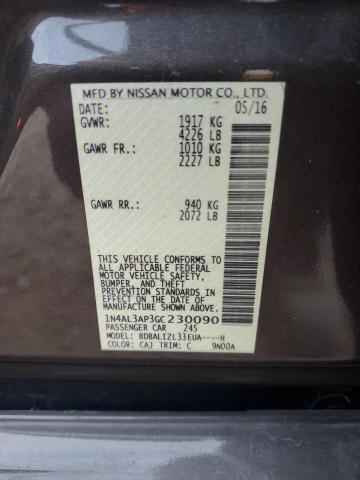 MFD BY NISSAN MOTOR CO., LTD.
DATE: 05/16
GVWR: 1917 KG
4226 LB
GAWR FR.: 1010 KG
2227 LB
GAWR RR.: 940 KG
2072 LB
THIS VEHICLE CONFORMS TO
ALL APPLICABLE FEDERAL
MOTOR VEHICLE SAFETY,
BUMPER, AND THEFT
PREVENTION STANDARDS IN
EFFECT ON THE DATE OF
MANUFACTURE SHOWN ABOVE.
1N4AL3AP3GC230090
PASSENGER CAR 245
MODEL: BDBALIZL33EUA----H
COLOR: CAJ TRIM: C 9N00A